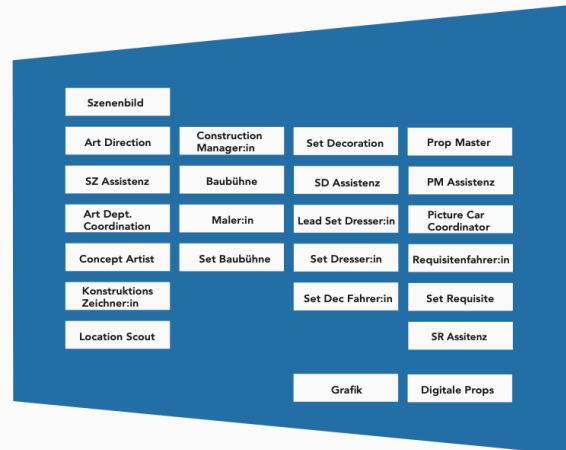 Szenenbild
Art Direction
Construction
Manager:in
Set Decoration
Prop Master
SZ Assistenz
Baubühne
SD Assistenz
PM Assistenz
Art Dept.
Coordination
Maler:in
Lead Set Dresser:in
Picture Car
Coordinator
Concept Artist
Set Baubühne
Set Dresser:in
Requisitenfahrer:in
Konstruktions
Zeichner:in
Set Dec Fahrer:in
Set Requisite
Location Scout
SR Assitenz
Grafik
Digitale Props